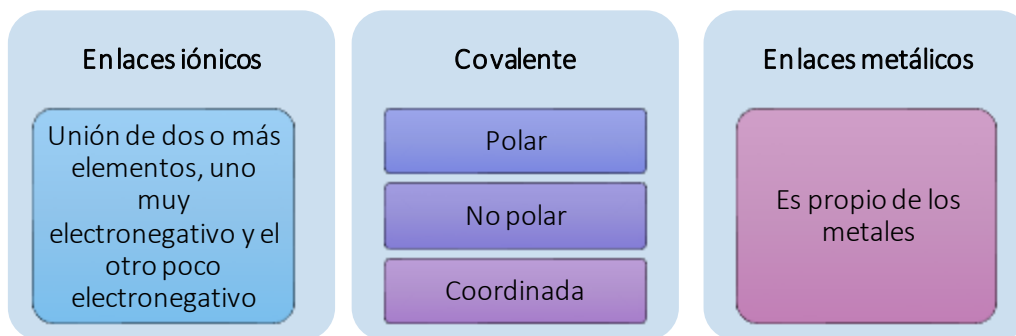 Enlaces iónicos
Unión de dos o más
elementos, uno
muy
electronegativo y el
otro poco
electronegativo
Covalente
Polar
No polar
Coordinada
Enlaces metálicos
Es propio de los
metales